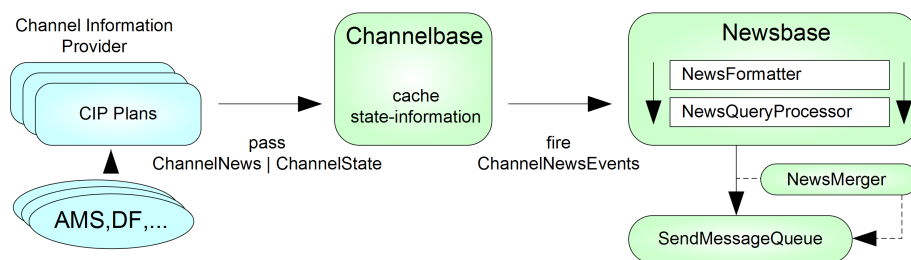 Channel Information
Provider
CIP Plans
AMS,DF,...
pass
ChannelNews | ChannelState
Channelbase
cache
state-information
fire
ChannelNewsEvents
Newsbase
NewsFormatter
NewsQueryProcessor
NewsMerger
SendMessageQueue